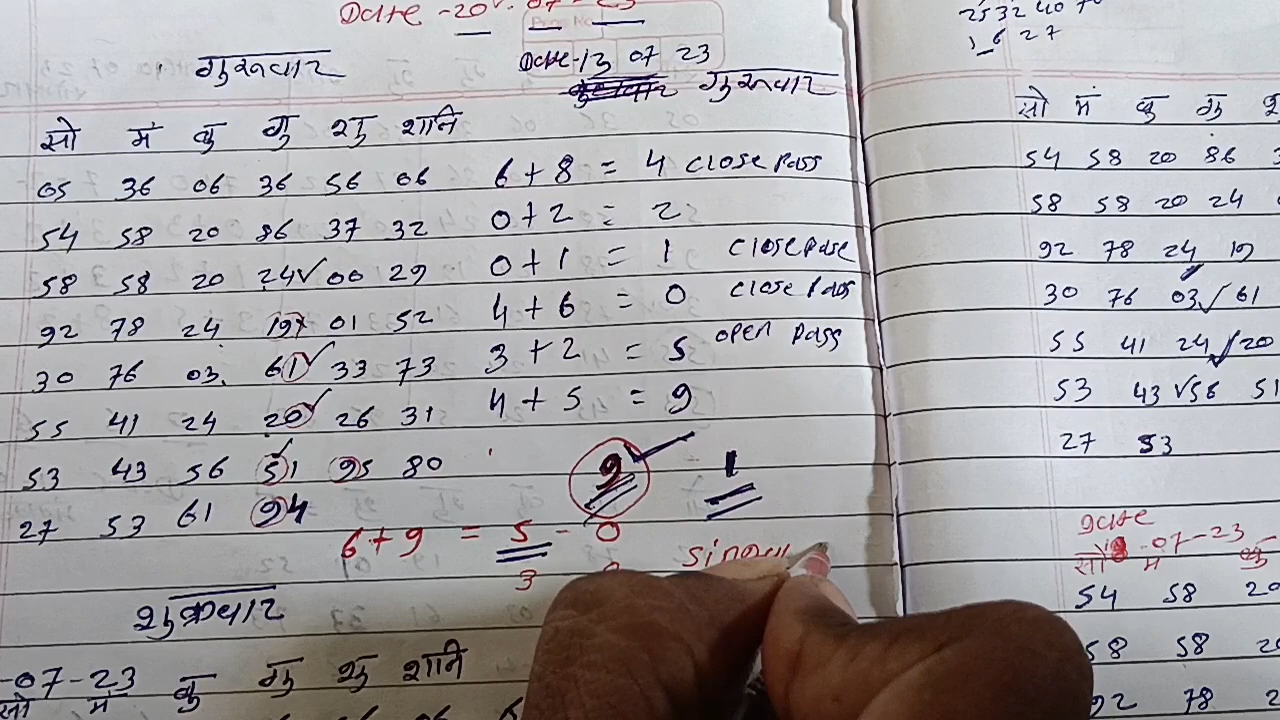 Date - 20 - 07 - 23
गुरूवार
Date - 13 07 23
गुरूवार
सो मं बु गु शु शनि
05 36 06 36 56 06 6 + 8 = 4 close pass
54 58 20 86 37 32 0 + 2 = 2
58 58 20 24 ✓ 00 29 0 + 1 = 1 close pase
92 78 24 19 x 01 52 4 + 6 = 0 close Pass
30 76 03. 61 ✓ 33 73 3 + 2 = 5 open pass
55 41 24 20 ✓ 26 31 4 + 5 = 9
53 43 56 51 ✓ 95 80
9 ✓ 1
27 53 61 94
6 + 9 = 5 - 0
3
शुक्रवार
-07-23
सो मं बु गु शु शनि
2532 40
16 27
सो मं बु गु
54 58 20 86
58 58 20 24
92 78 24 19
30 76 03 ✓ 61
55 41 24 ✓ 20
53 43 ✓ 56 51
27 53
Date
-07-23
सो मं बु
54 58 20
58 58
92 78